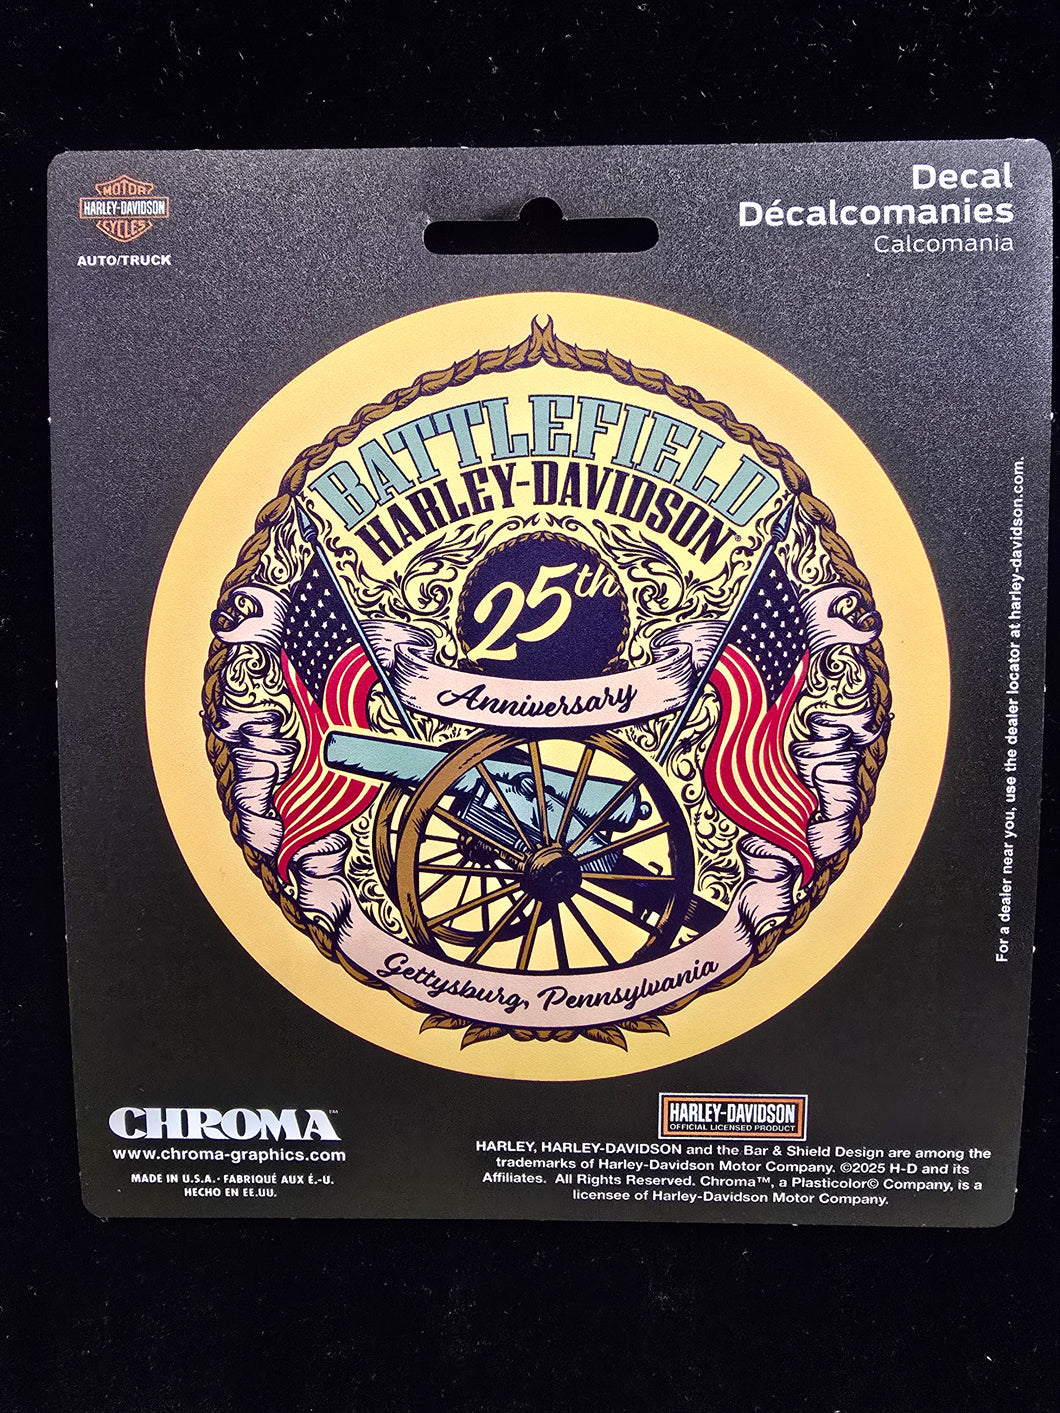 MOTOR
HARLEY-DAVIDSON
CYCLES
AUTO/TRUCK
Decal
Décalcomanies
Calcomania
BATTLEFIELD
HARLEY-DAVIDSON®
25th
Anniversary
Gettysburg, Pennsylvania
For a dealer near you, use the dealer locator at harley-davidson.com.
CHROMA™
www.chroma-graphics.com
MADE IN U.S.A. · FABRIQUÉ AUX É.-U.
HECHO EN EE.UU.
HARLEY-DAVIDSON
OFFICIAL LICENSED PRODUCT
HARLEY, HARLEY-DAVIDSON and the Bar & Shield Design are among the
trademarks of Harley-Davidson Motor Company. ©2025 H-D and its
Affiliates. All Rights Reserved. Chroma™, a Plasticolor© Company, is a
licensee of Harley-Davidson Motor Company.